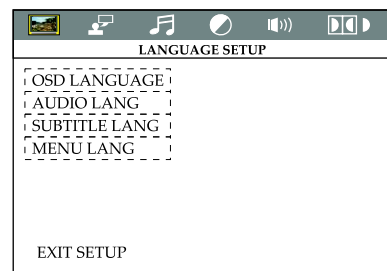 LANGUAGE SETUP
OSD LANGUAGE
AUDIO LANG
SUBTITLE LANG
MENU LANG
EXIT SETUP